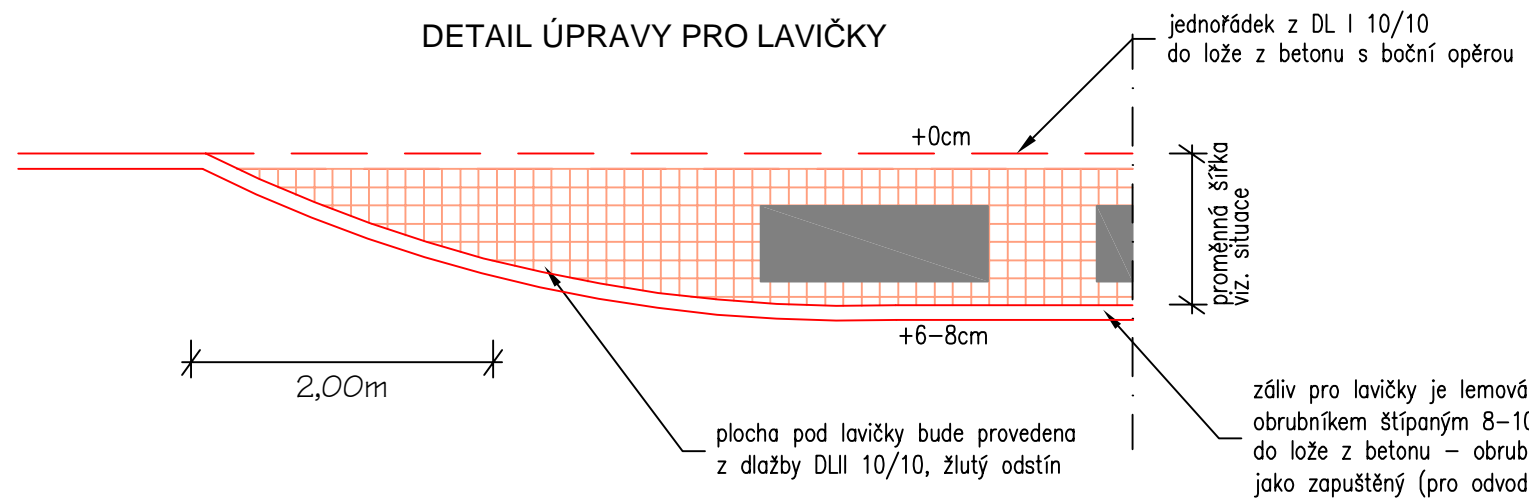 DETAIL ÚPRAVY PRO LAVIČKY
jednořádek z DL I 10/10
do lože z betonu s boční opěrou
+0cm
proměnná šířka
viz. situace
+6–8cm
2,00m
plocha pod lavičky bude provedena
z dlažby DLII 10/10, žlutý odstín
záliv pro lavičky je lemová
obrubníkem štípaným 8–10
do lože z betonu – obrub
jako zapuštěný (pro odvod